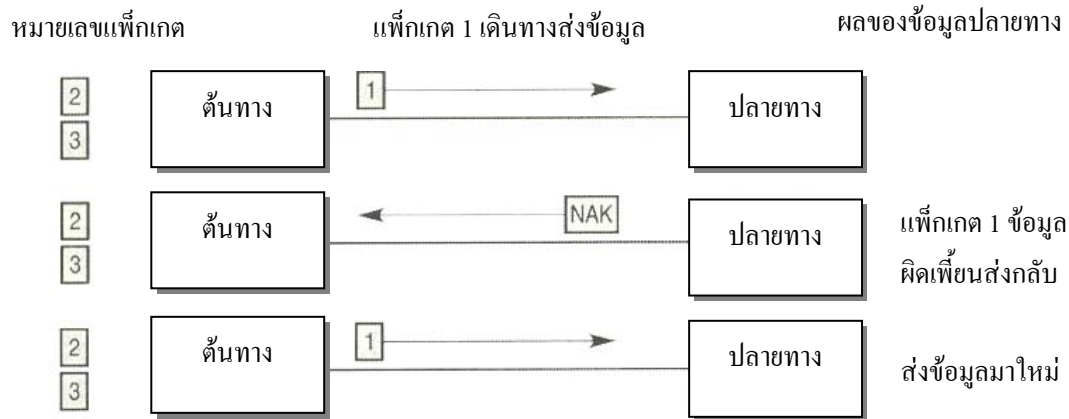 หมายเลขแพ็กเกต แพ็กเกต 1 เดินทางส่งข้อมูล ผลของข้อมูลปลายทาง
2
3
ต้นทาง
1
ปลายทาง
2
3
ต้นทาง
NAK
ปลายทาง
แพ็กเกต 1 ข้อมูล
ผิดเพี้ยนส่งกลับ
2
3
ต้นทาง
1
ปลายทาง
ส่งข้อมูลมาใหม่